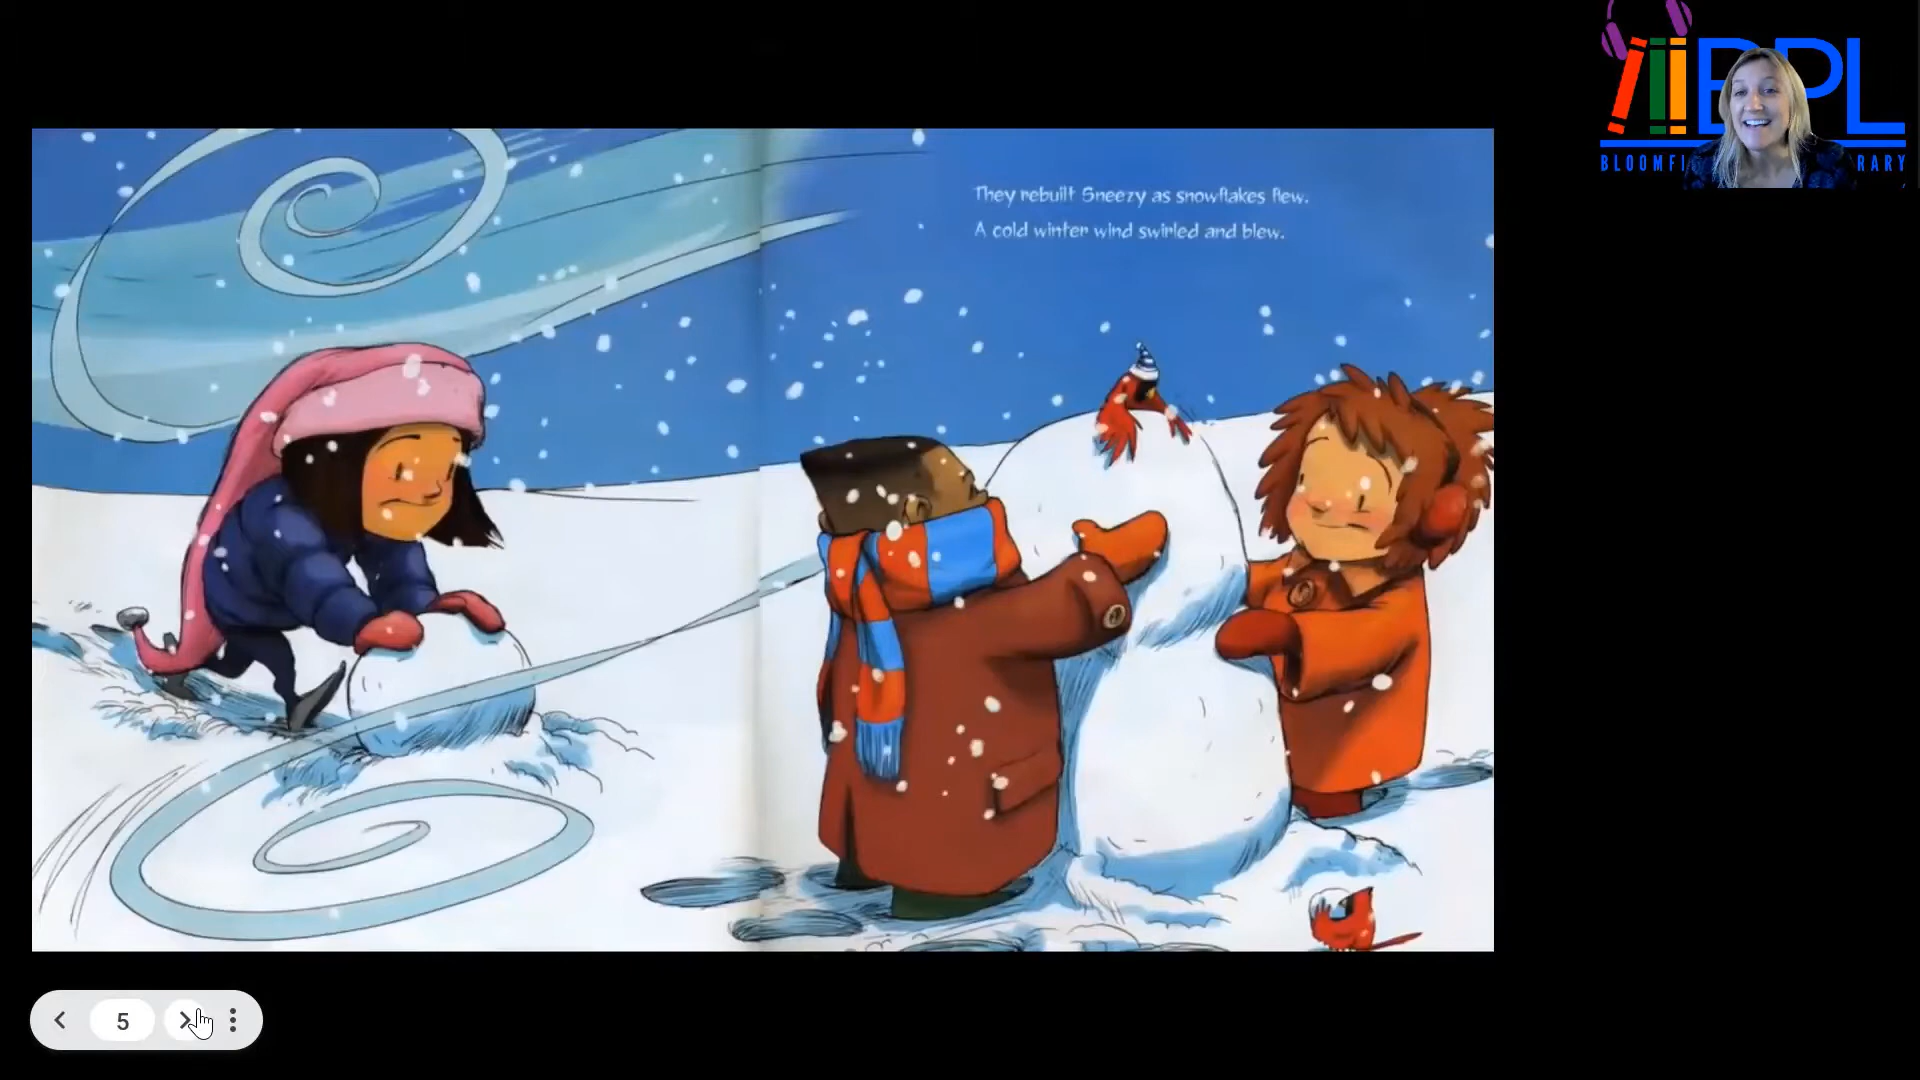 BPL
BLOOMFI RARY
They rebuilt Sneezy as snowflakes flew.
A cold winter wind swirled and blew.
5